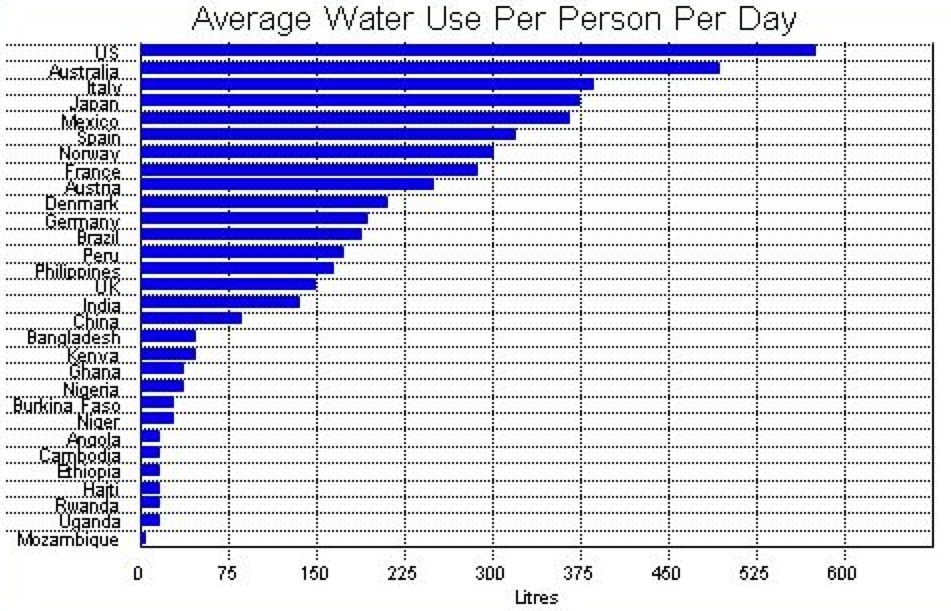 Average Water Use Per Person Per Day
US
Australia
Italy
Japan
Mexico
Spain
Norway
France
Austria
Denmark
Germany
Brazil
Peru
Philippines
UK
India
China
Bangladesh
Kenya
Ghana
Nigeria
Burkina Faso
Niger
Angola
Cambodia
Ethiopia
Haiti
Rwanda
Uganda
Mozambique
0 75 150 225 300 375 450 525 600
Litres